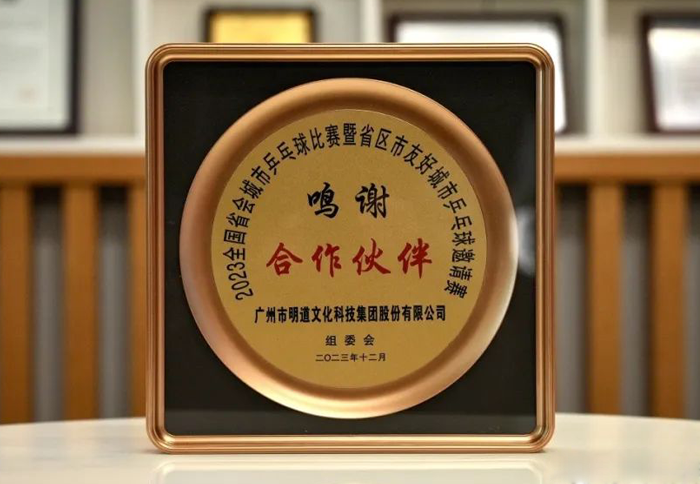 2023全国省会城市乒乓球比赛暨省区市友好城市乒乓球邀请赛
鸣谢
合作伙伴
广州市明道文化科技集团股份有限公司
组委会
二〇二三年十二月